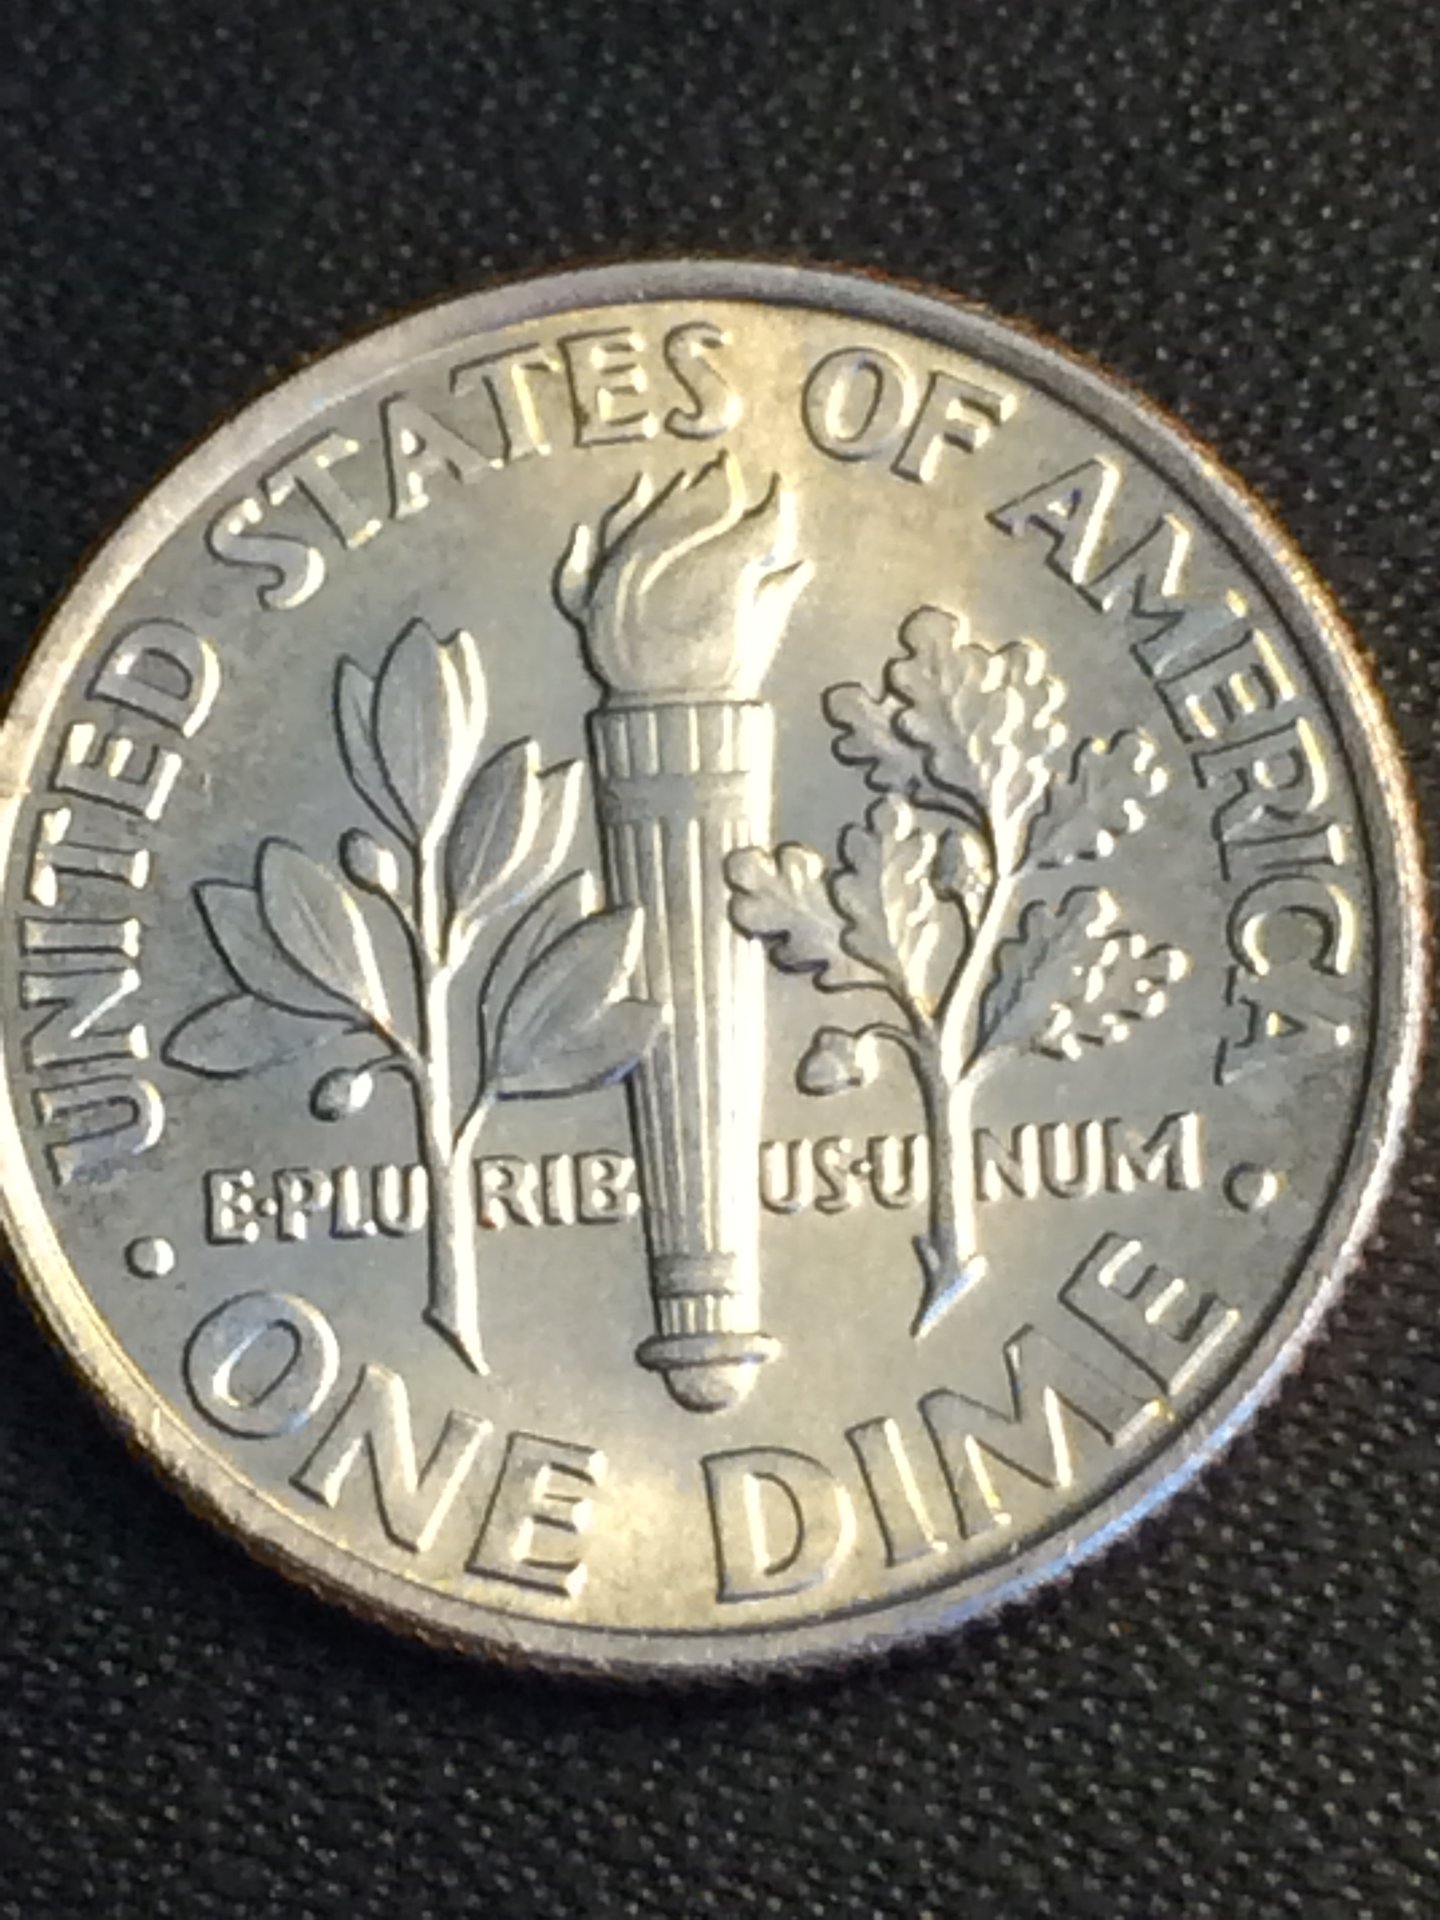 UNITED STATES OF AMERICA
E·PLURIBUS·UNUM
· ONE DIME ·